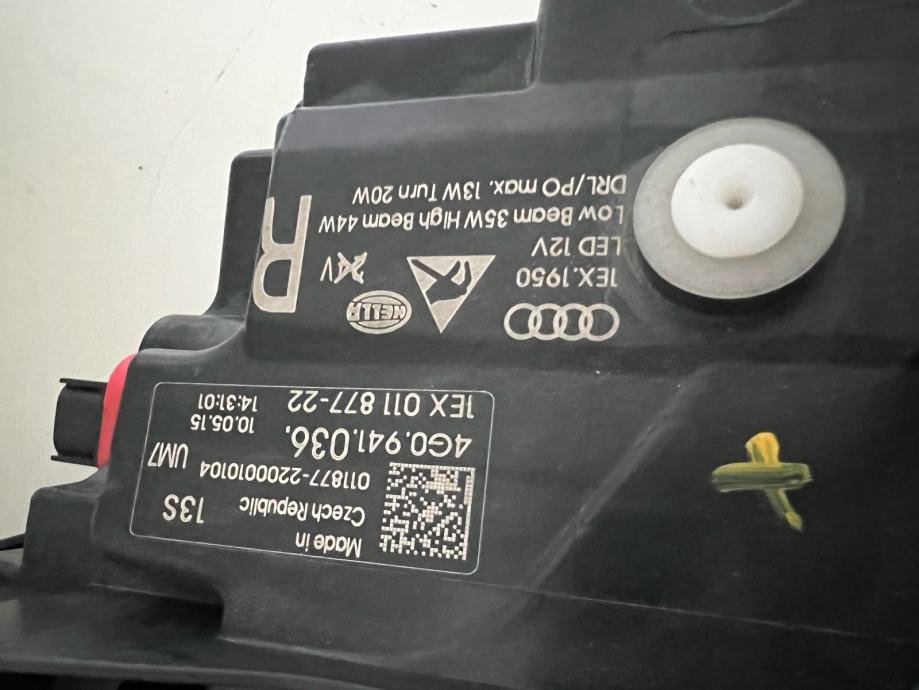 Made in
Czech Republic 13S
011877-2200010104 UM7
4G0.941.036. 10.05.15
1EX 011 877-22 14:31:01
1EX.1950
HELLA
24V
R
LED 12V
Low Beam 35W High Beam 44W
DRL/PO max. 13W Turn 20W